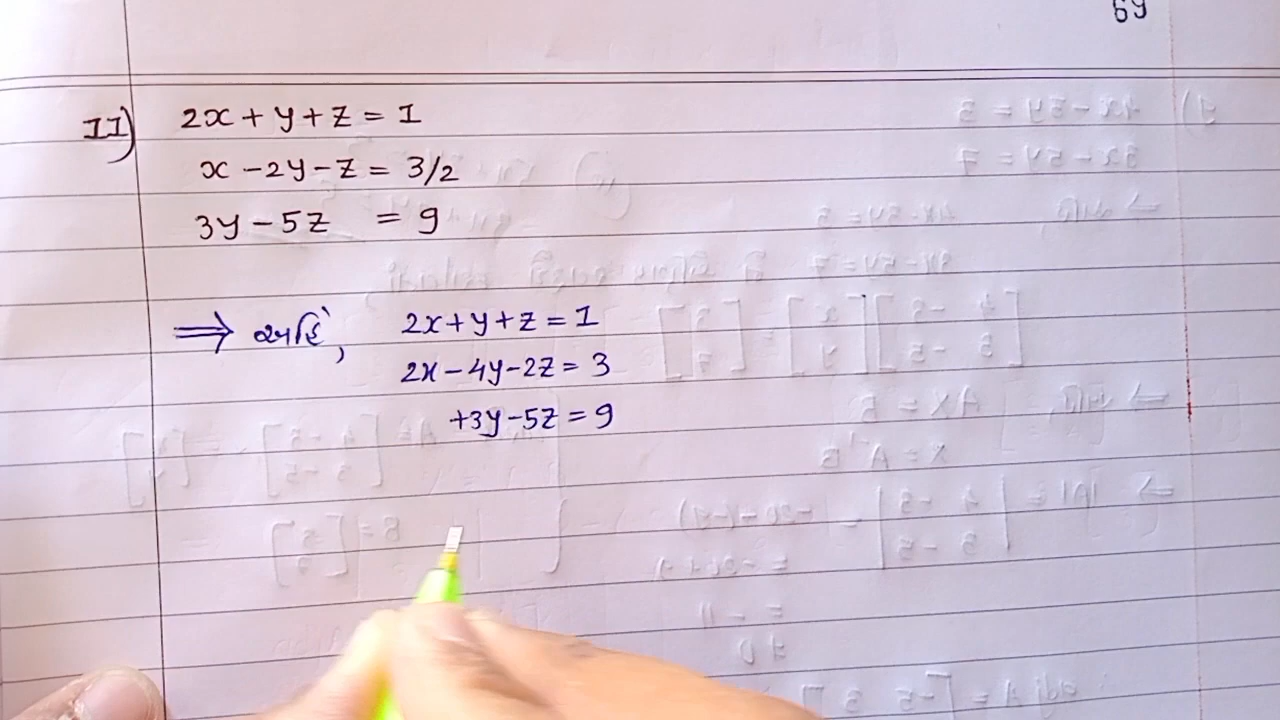 69
11) 2x + y + z = 1
x - 2y - z = 3/2
3y - 5z = 9
⇒ અહીં, 2x + y + z = 1
2x - 4y - 2z = 3
+3y - 5z = 9